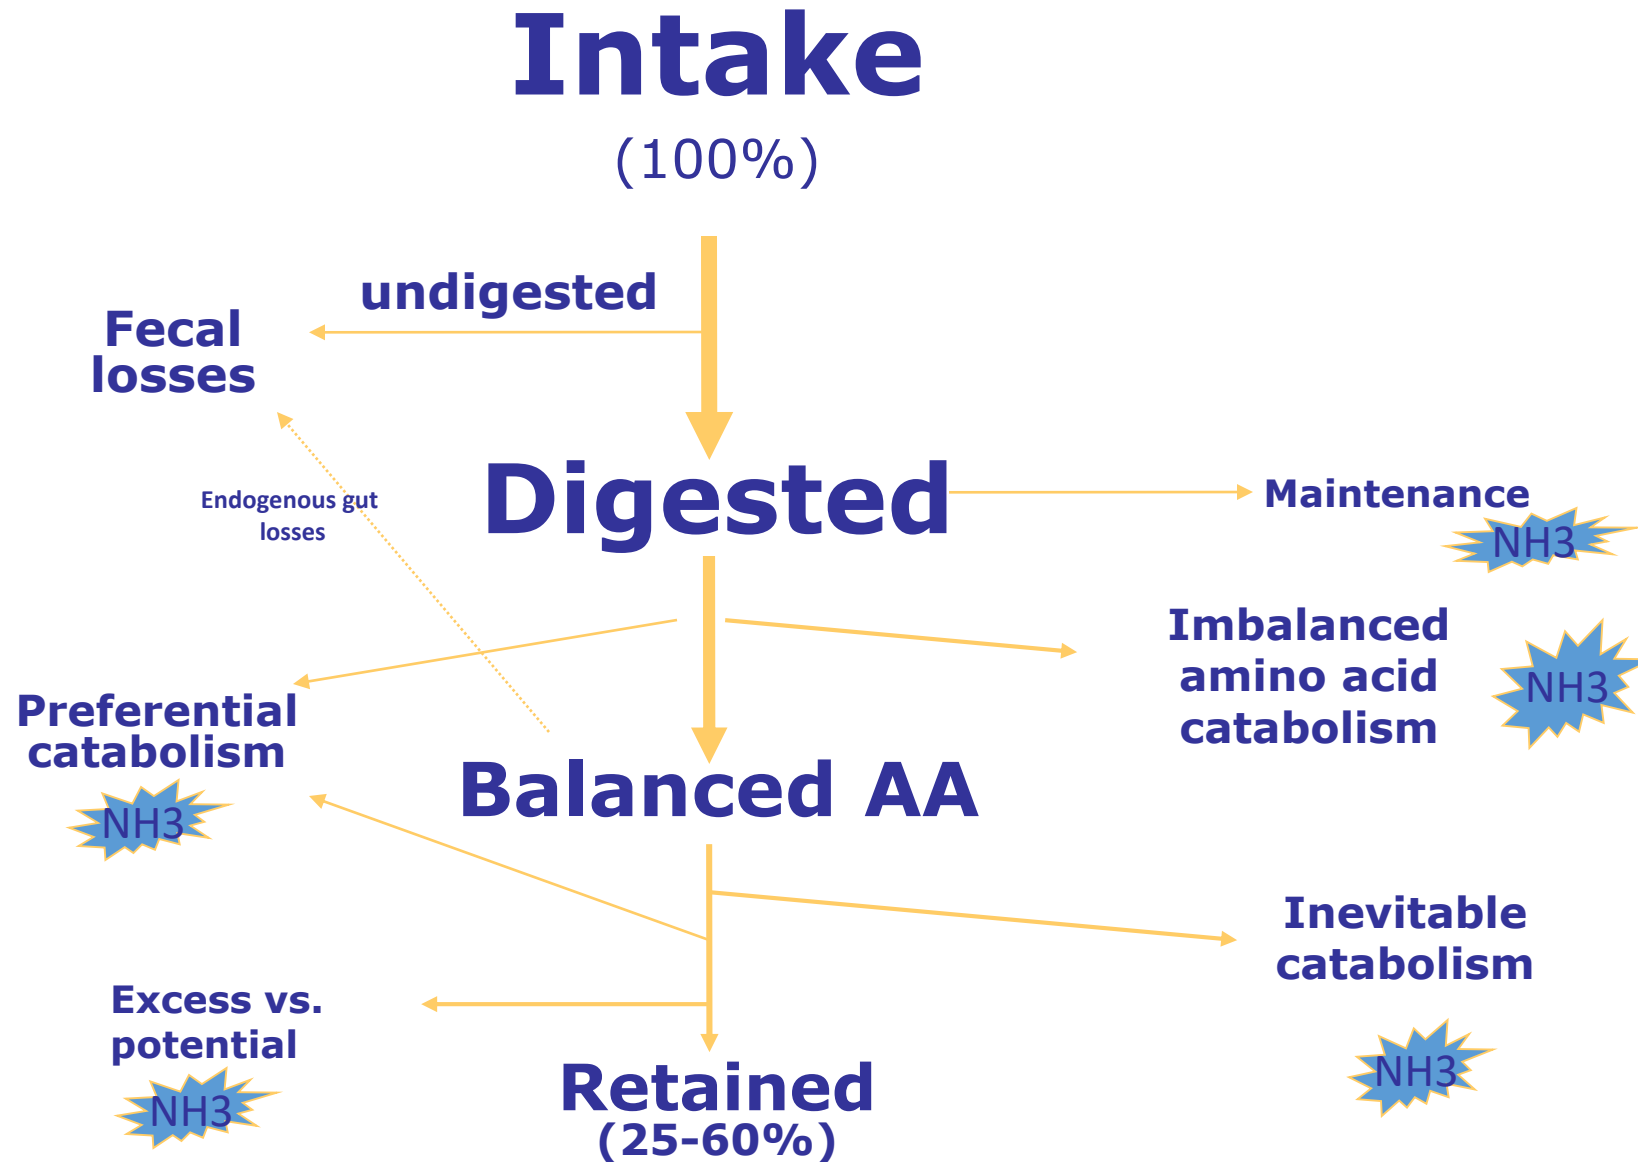 Intake
(100%)
undigested
Fecal
losses
Endogenous gut
losses
Digested
Maintenance
NH3
Imbalanced
amino acid
catabolism
NH3
Preferential
catabolism
NH3
Balanced AA
Inevitable
catabolism
NH3
Excess vs.
potential
NH3
Retained
(25-60%)